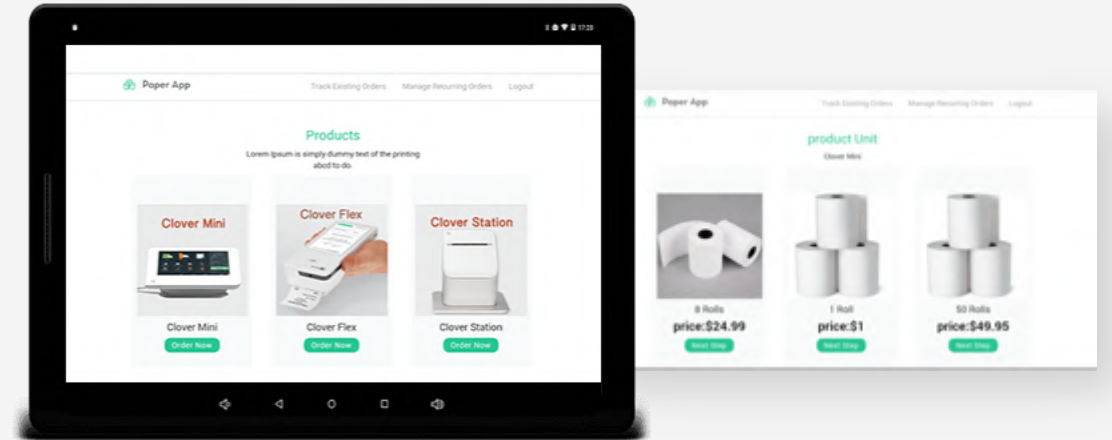 17:28
Paper App
Track Existing Orders Manage Recurring Orders Logout
Products
Lorem Ipsum is simply dummy text of the printing
abcd to do.
Clover Mini
Clover Flex
Clover Station
Clover Mini
Clover Flex
Clover Station
Order Now
Order Now
Order Now
Paper App
Track Existing Orders Manage Recurring Orders Logout
product Unit
Clover Mini
8 Rolls
1 Roll
50 Rolls
price:$24.99
price:$1
price:$49.95
Next Step
Next Step
Next Step